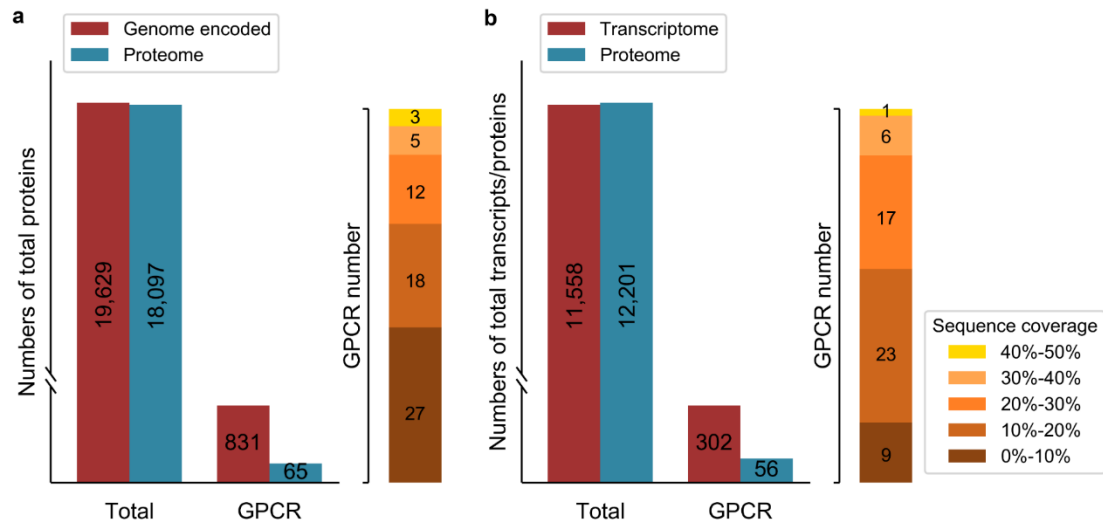 a
Genome encoded
Proteome
Numbers of total proteins
19,629
18,097
831
65
Total
GPCR
GPCR number
3
5
12
18
27
b
Transcriptome
Proteome
Numbers of total transcripts/proteins
11,558
12,201
302
56
Total
GPCR
GPCR number
1
6
17
23
9
Sequence coverage
40%-50%
30%-40%
20%-30%
10%-20%
0%-10%